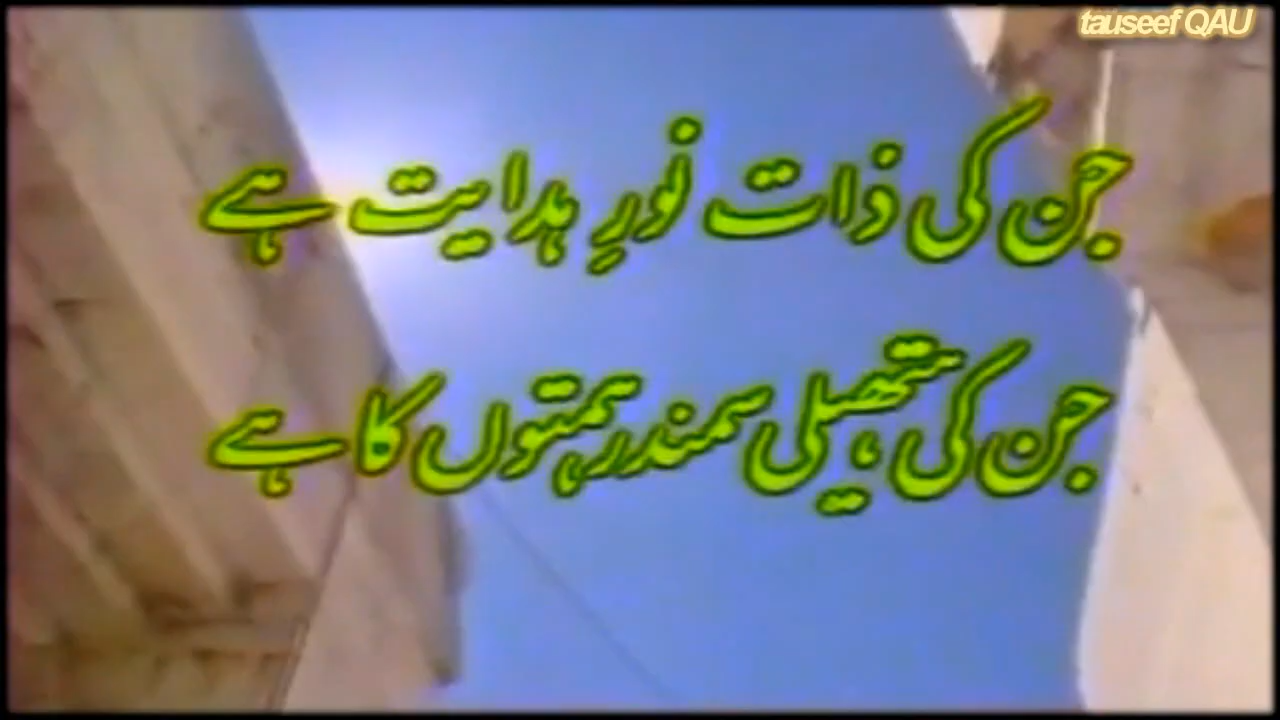 tauseef QAU
جن کی ذات نورِ ہدایت ہے
جن کی ہتھیلی سمندر ہمتوں کا ہے